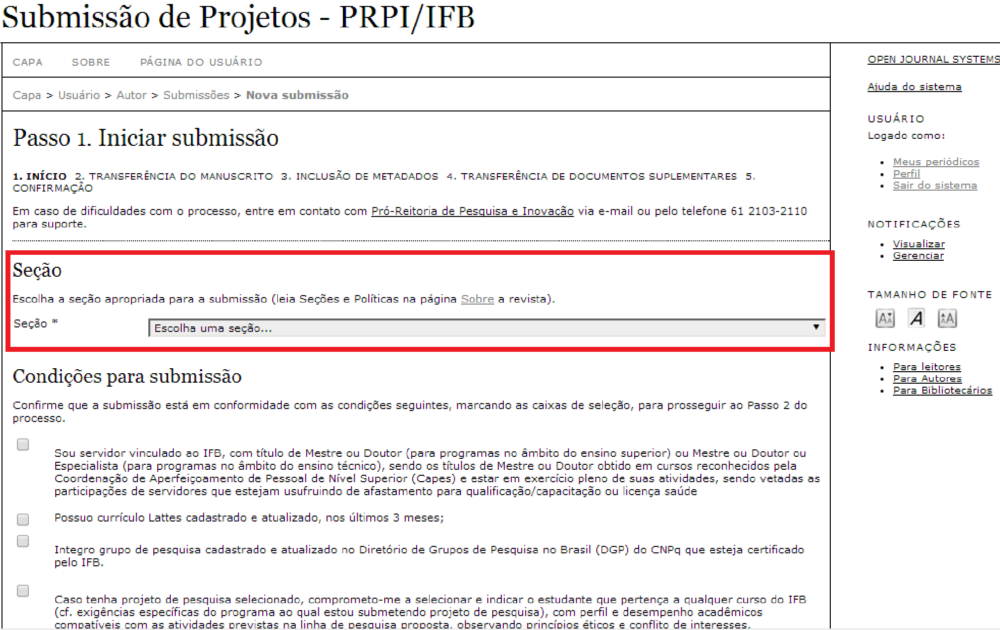 Submissão de Projetos - PRPI/IFB
CAPA SOBRE PÁGINA DO USUÁRIO
Capa > Usuário > Autor > Submissões > Nova submissão
Passo 1. Iniciar submissão
1. INÍCIO 2. TRANSFERÊNCIA DO MANUSCRITO 3. INCLUSÃO DE METADADOS 4. TRANSFERÊNCIA DE DOCUMENTOS SUPLEMENTARES 5.
CONFIRMAÇÃO
Em caso de dificuldades com o processo, entre em contato com Pró-Reitoria de Pesquisa e Inovação via e-mail ou pelo telefone 61 2103-2110
para suporte.
Seção
Escolha a seção apropriada para a submissão (leia Seções e Políticas na página Sobre a revista).
Seção *
Escolha uma seção...
Condições para submissão
Confirme que a submissão está em conformidade com as condições seguintes, marcando as caixas de seleção, para prosseguir ao Passo 2 do
processo.
Sou servidor vinculado ao IFB, com título de Mestre ou Doutor (para programas no âmbito do ensino superior) ou Mestre ou Doutor ou
Especialista (para programas no âmbito do ensino técnico), sendo os títulos de Mestre ou Doutor obtido em cursos reconhecidos pela
Coordenação de Aperfeiçoamento de Pessoal de Nível Superior (Capes) e estar em exercício pleno de suas atividades, sendo vetadas as
participações de servidores que estejam usufruindo de afastamento para qualificação/capacitação ou licença saúde
Possuo currículo Lattes cadastrado e atualizado, nos últimos 3 meses;
Integro grupo de pesquisa cadastrado e atualizado no Diretório de Grupos de Pesquisa no Brasil (DGP) do CNPq que esteja certificado
pelo IFB.
Caso tenha projeto de pesquisa selecionado, comprometo-me a selecionar e indicar o estudante que pertença a qualquer curso do IFB
(cf. exigências específicas do programa ao qual estou submetendo projeto de pesquisa), com perfil e desempenho acadêmicos
compatíveis com as atividades previstas na linha de pesquisa proposta, observando princípios éticos e conflito de interesses.
OPEN JOURNAL SYSTEMS
Ajuda do sistema
USUÁRIO
Logado como:
Meus periódicos
Perfil
Sair do sistema
NOTIFICAÇÕES
Visualizar
Gerenciar
TAMANHO DE FONTE
AA A AA
INFORMAÇÕES
Para leitores
Para Autores
Para Bibliotecários